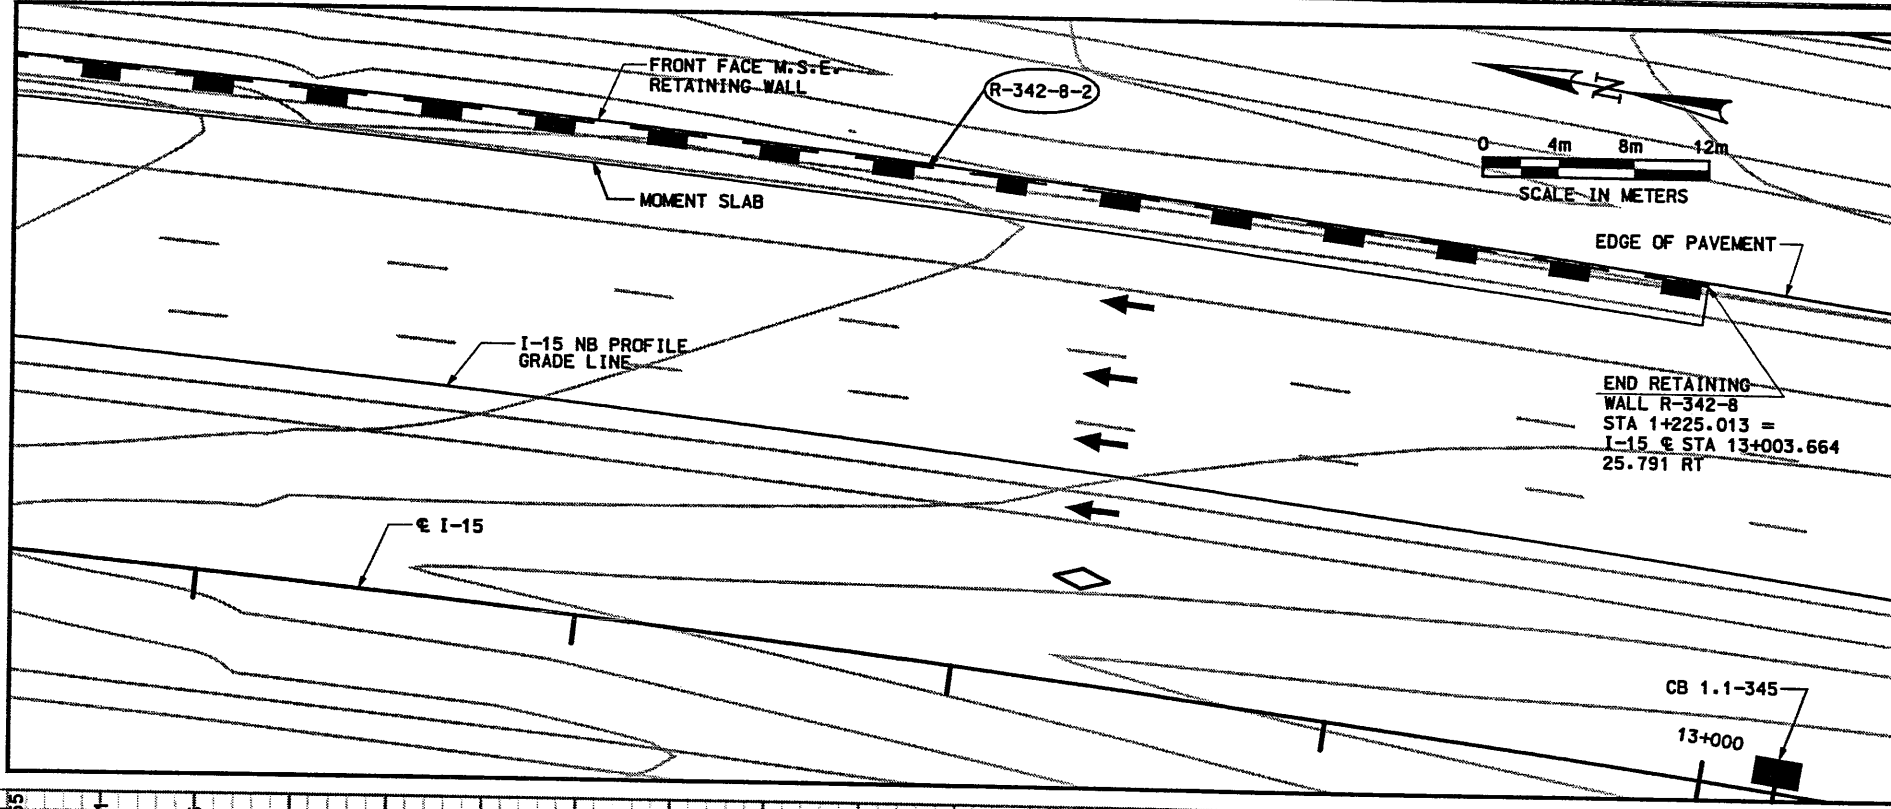 FRONT FACE M.S.E.
RETAINING WALL
R-342-8-2
N
0 4m 8m 12m
SCALE IN METERS
MOMENT SLAB
EDGE OF PAVEMENT
I-15 NB PROFILE
GRADE LINE
END RETAINING
WALL R-342-8
STA 1+225.013 =
I-15 ℄ STA 13+003.664
25.791 RT
℄ I-15
CB 1.1-345
13+000